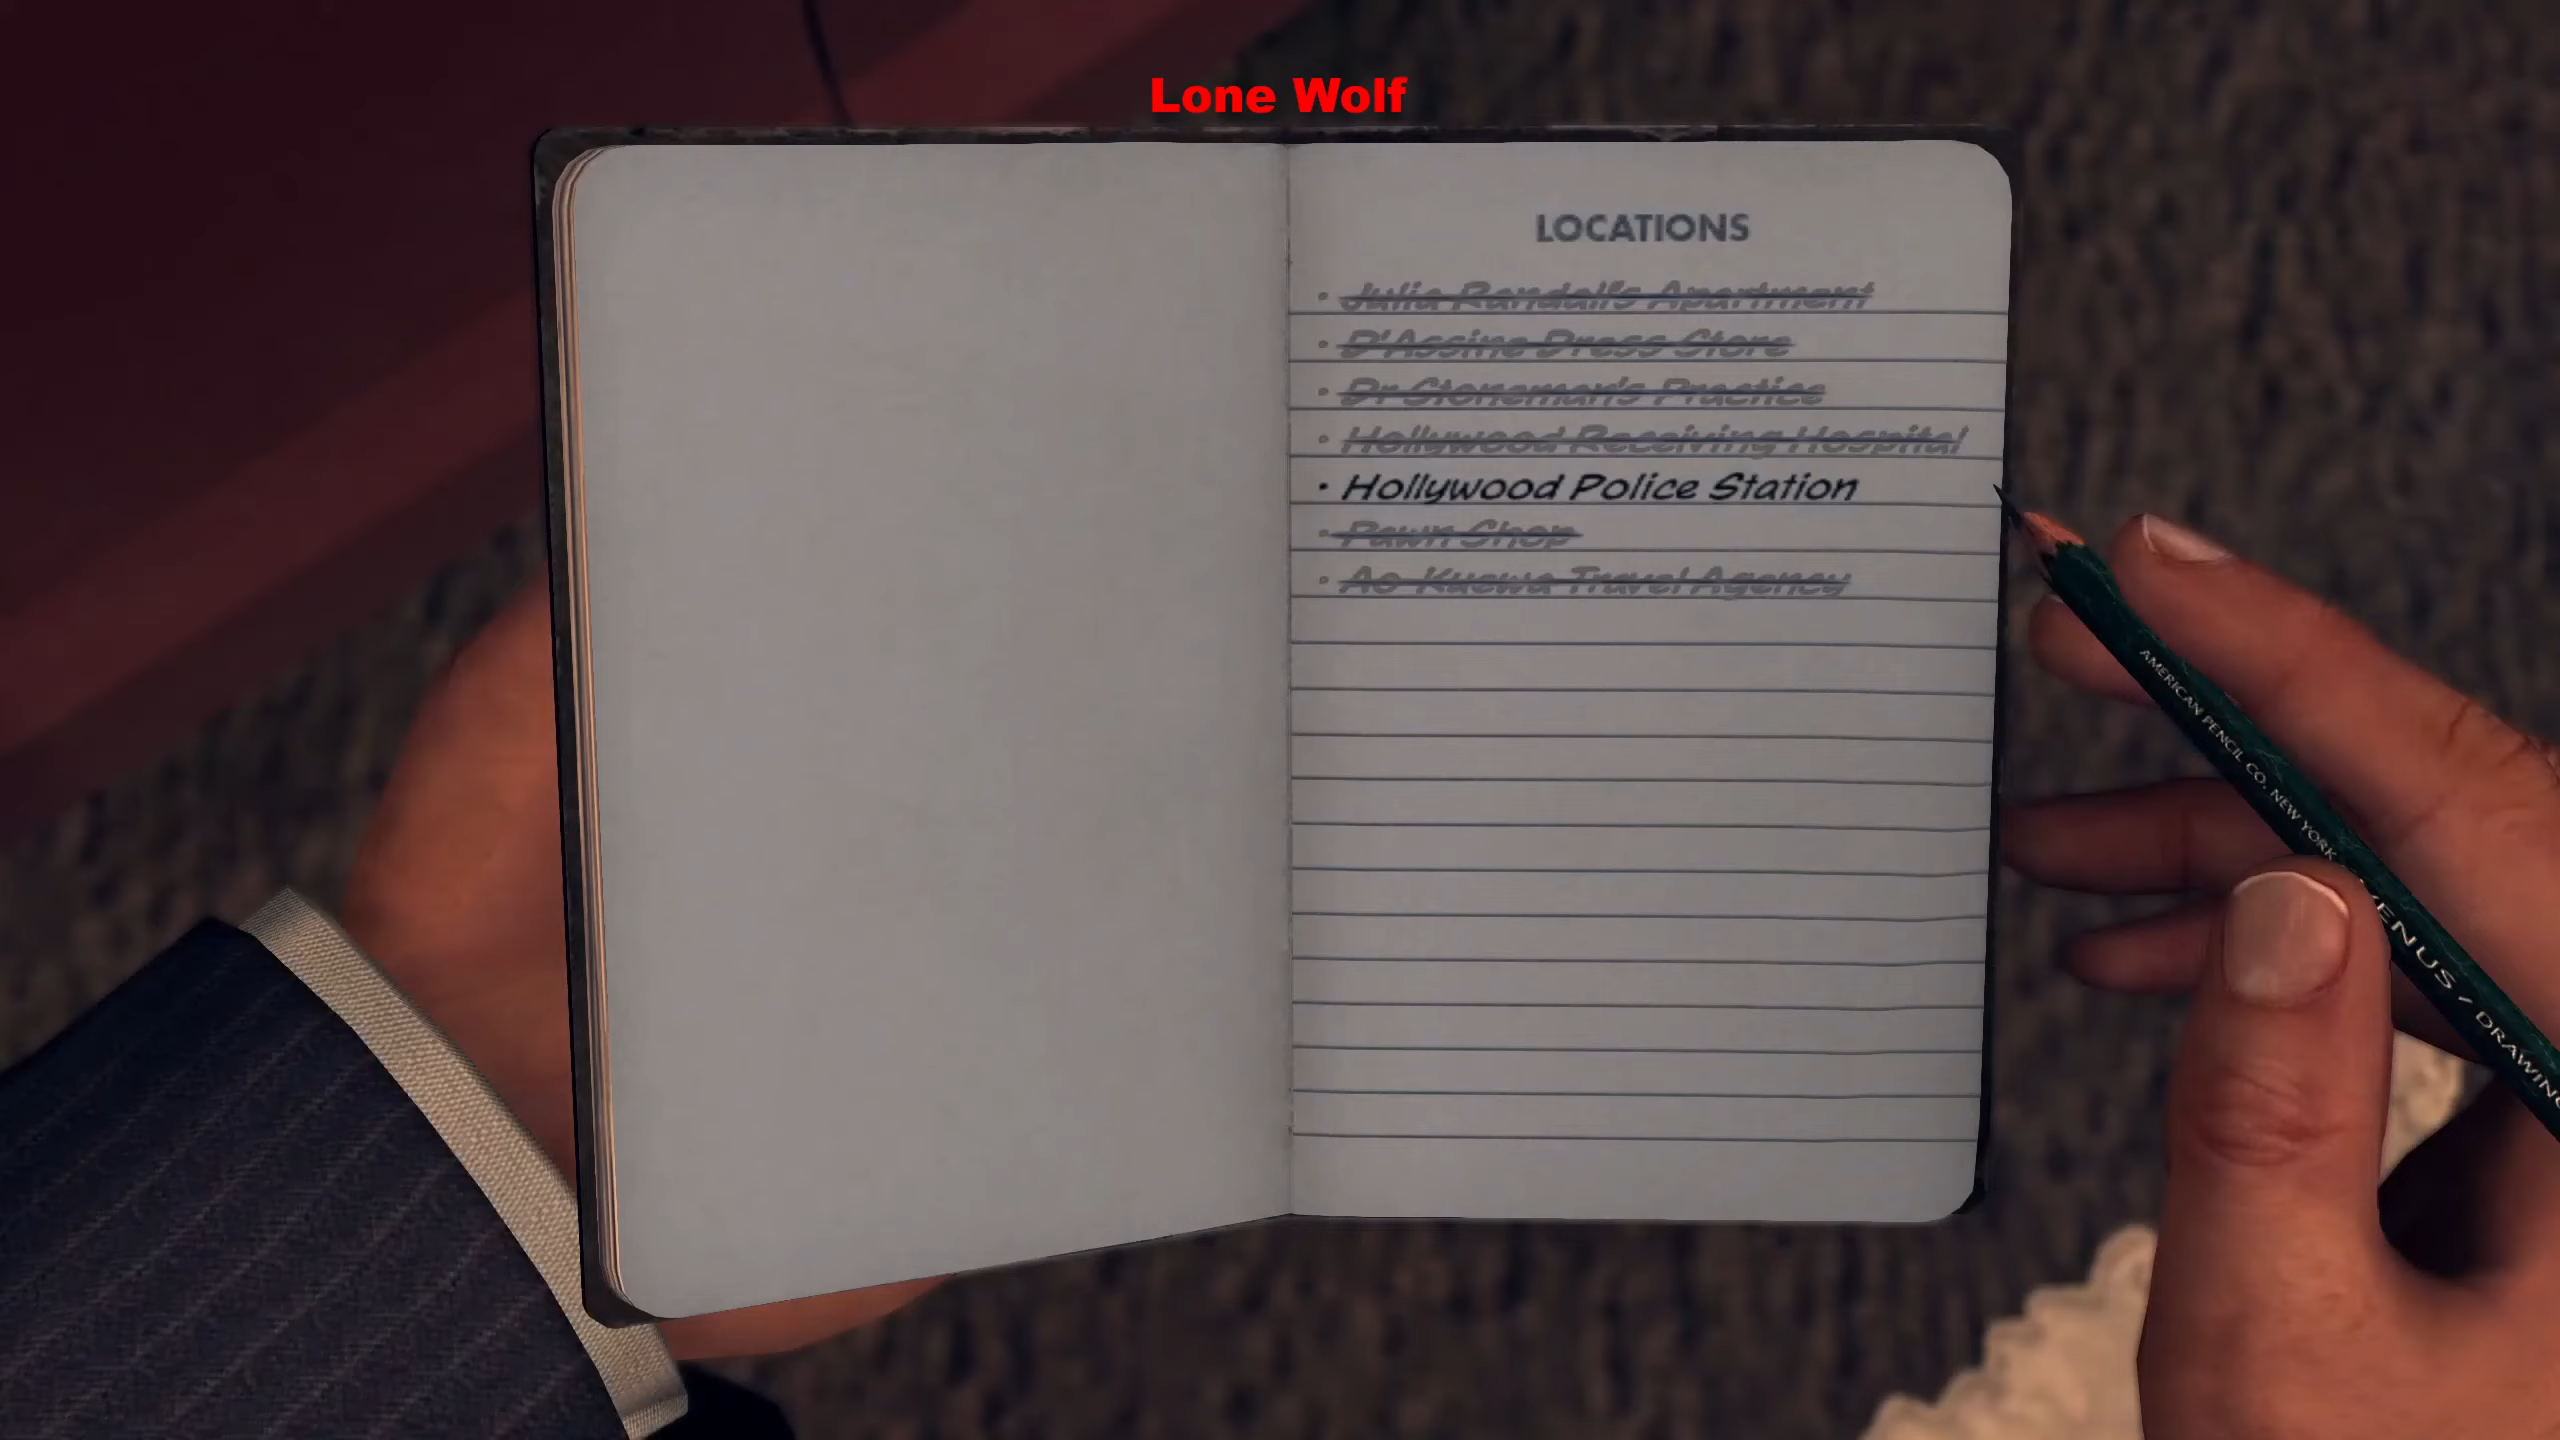 Lone Wolf
LOCATIONS
• Julia Randall's Apartment
• D'Assine Dress Store
• Dr Stoneman's Practice
• Hollywood Receiving Hospital
• Hollywood Police Station
• Pawn Shop
• Ao Kuewa Travel Agency
AMERICAN PENCIL CO. NEW YORK
VENUS / DRAWING